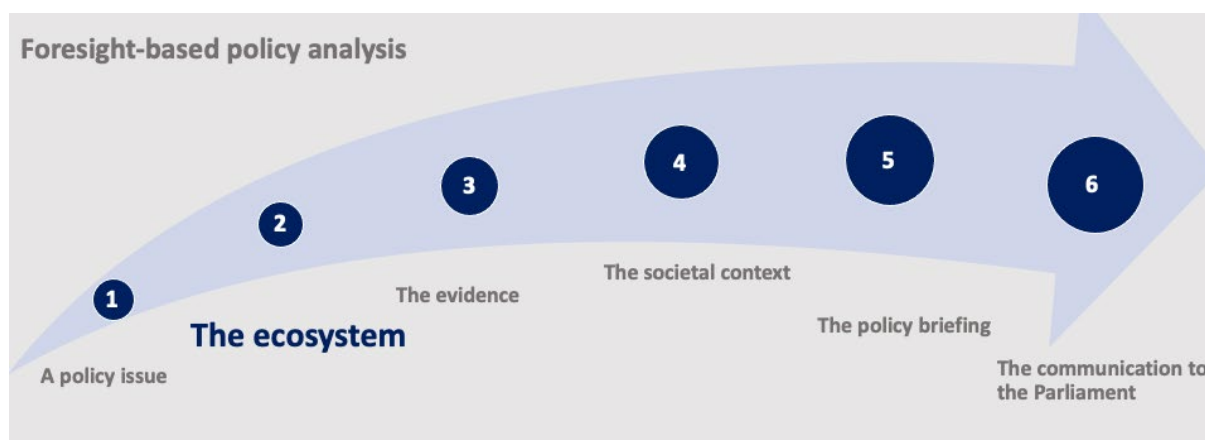 Foresight-based policy analysis
1
A policy issue
2
The ecosystem
3
The evidence
4
The societal context
5
The policy briefing
6
The communication to
the Parliament